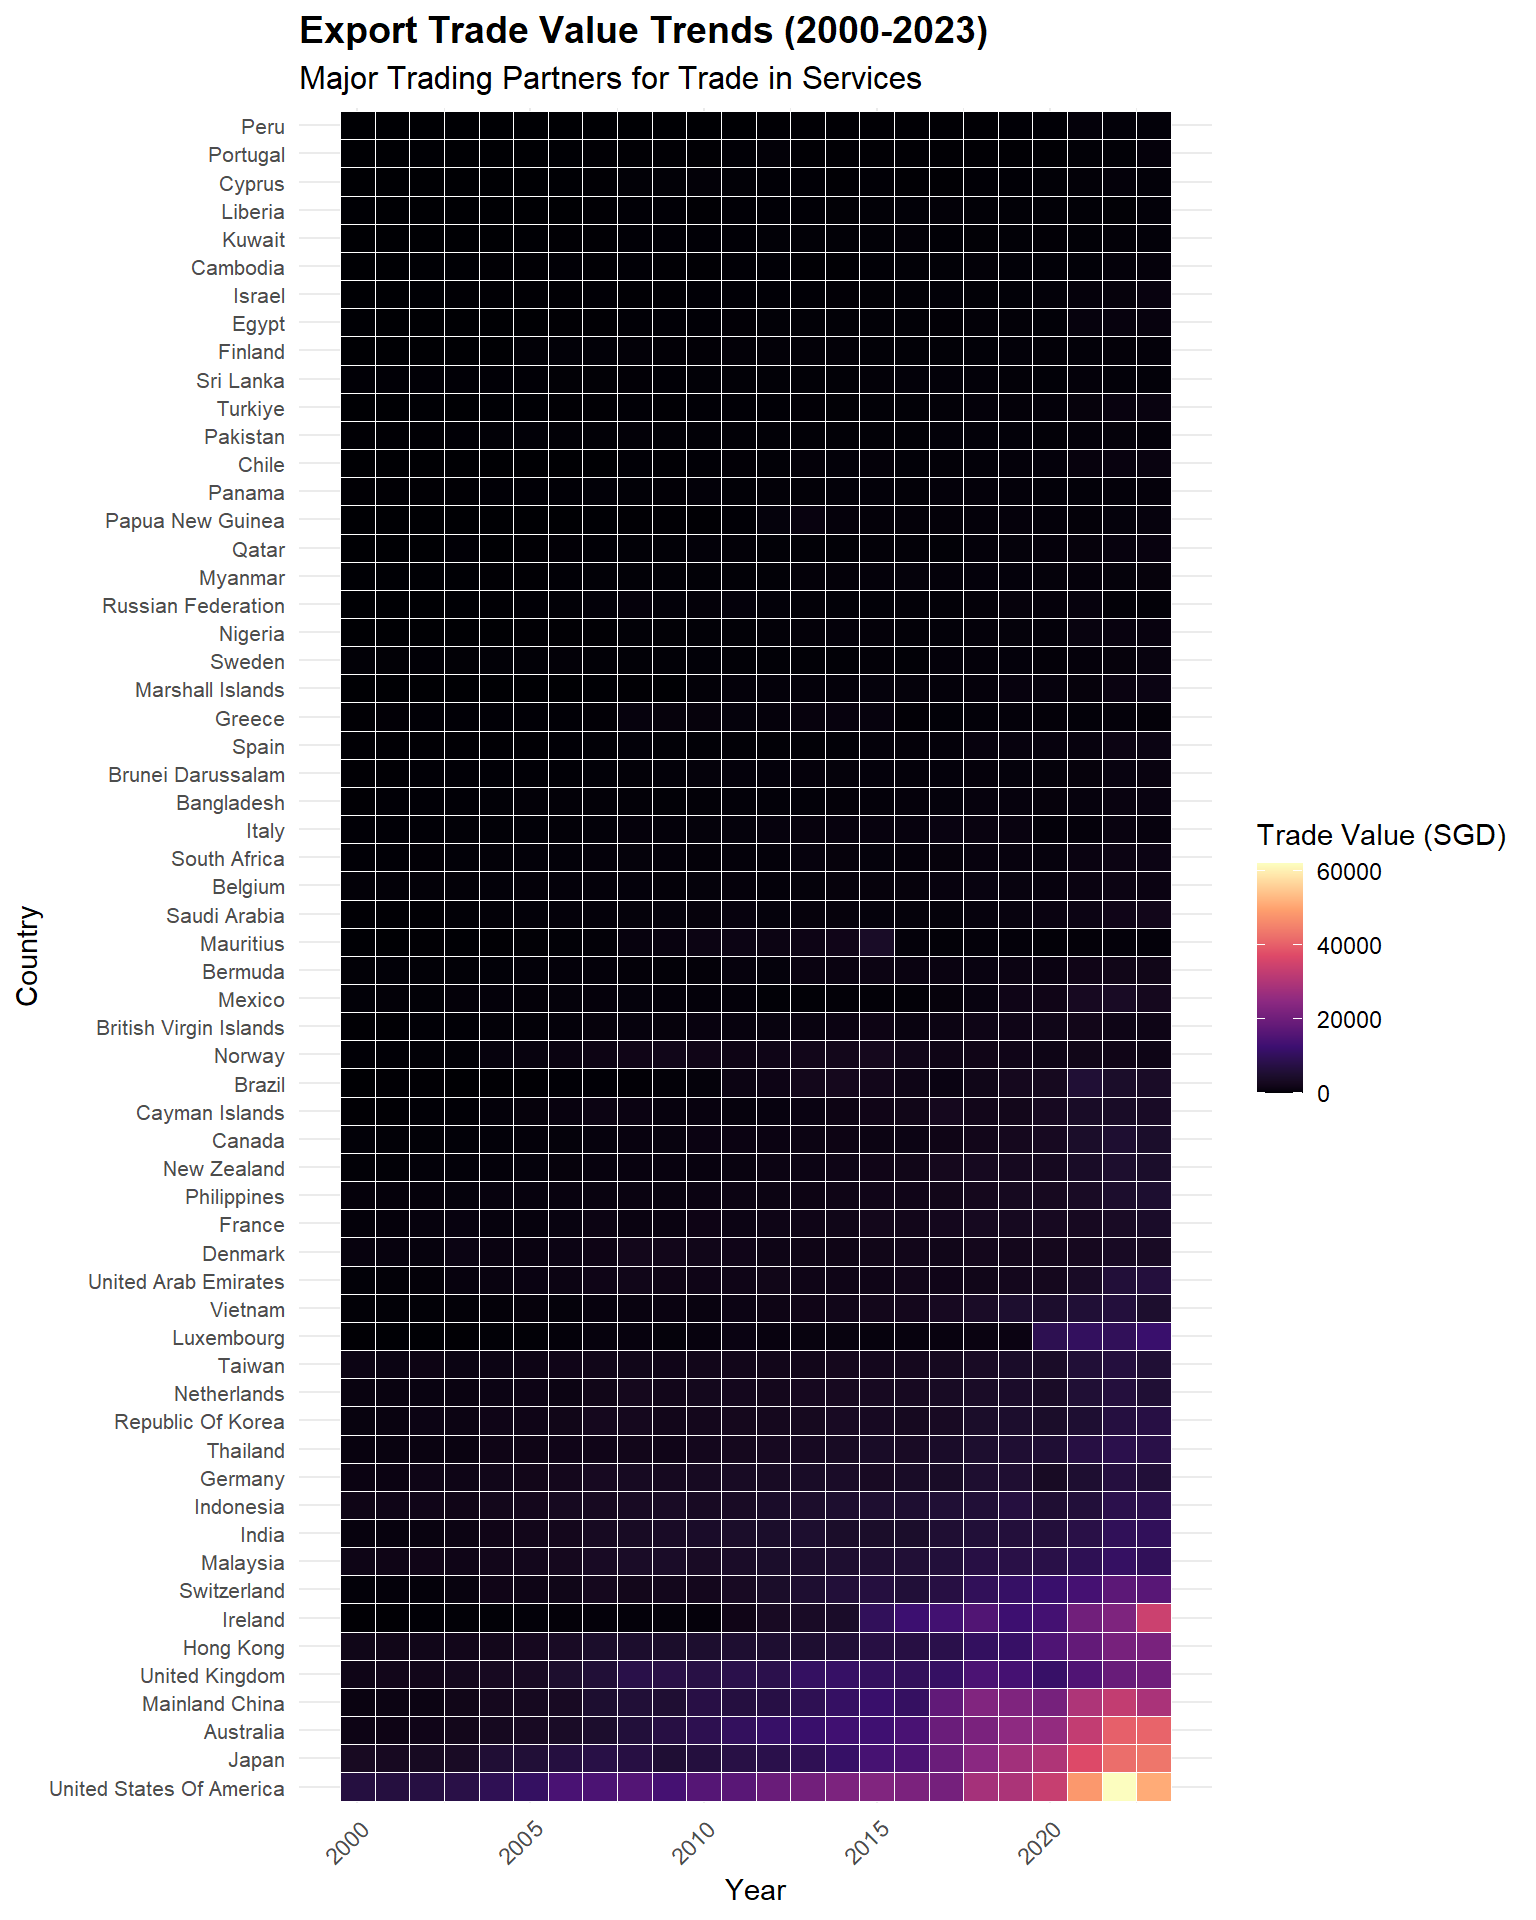 Export Trade Value Trends (2000-2023)
Major Trading Partners for Trade in Services
Peru
Portugal
Cyprus
Liberia
Kuwait
Cambodia
Israel
Egypt
Finland
Sri Lanka
Turkiye
Pakistan
Chile
Panama
Papua New Guinea
Qatar
Myanmar
Russian Federation
Nigeria
Sweden
Marshall Islands
Greece
Spain
Brunei Darussalam
Bangladesh
Italy
South Africa
Belgium
Saudi Arabia
Mauritius
Bermuda
Mexico
British Virgin Islands
Norway
Brazil
Cayman Islands
Canada
New Zealand
Philippines
France
Denmark
United Arab Emirates
Vietnam
Luxembourg
Taiwan
Netherlands
Republic Of Korea
Thailand
Germany
Indonesia
India
Malaysia
Switzerland
Ireland
Hong Kong
United Kingdom
Mainland China
Australia
Japan
United States Of America
Country
2000 2005 2010 2015 2020
Year
Trade Value (SGD)
60000
40000
20000
0